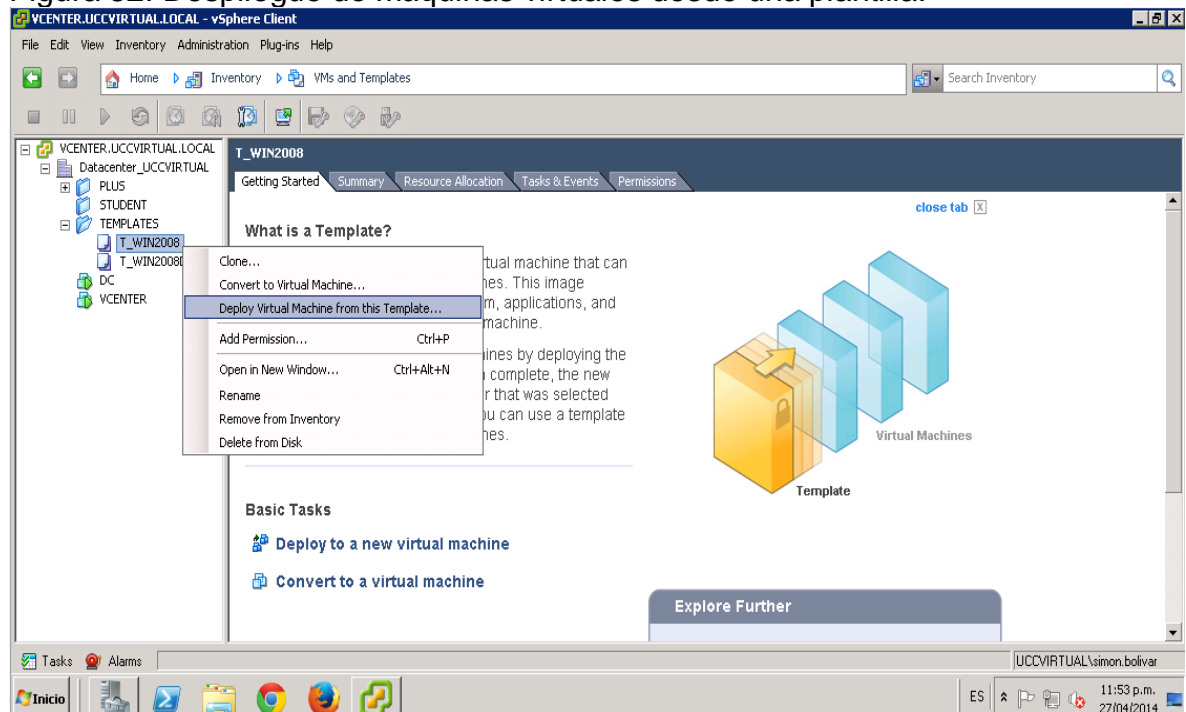 VCENTER.UCCVIRTUAL.LOCAL - vSphere Client
File Edit View Inventory Administration Plug-ins Help
Home Inventory VMs and Templates
Search Inventory
VCENTER.UCCVIRTUAL.LOCAL
Datacenter_UCCVIRTUAL
PLUS
STUDENT
TEMPLATES
T_WIN2008
T_WIN2008
DC
VCENTER
Clone...
Convert to Virtual Machine...
Deploy Virtual Machine from this Template...
Add Permission... Ctrl+P
Open in New Window... Ctrl+Alt+N
Rename
Remove from Inventory
Delete from Disk
T_WIN2008
Getting Started Summary Resource Allocation Tasks & Events Permissions
close tab X
What is a Template?
rtual machine that can
nes. This image
m, applications, and
machine.
ines by deploying the
complete, the new
r that was selected
ou can use a template
nes.
Virtual Machines
Template
Basic Tasks
Deploy to a new virtual machine
Convert to a virtual machine
Explore Further
Tasks Alarms
UCCVIRTUAL\simon.bolivar
Inicio
ES
11:53 p.m.
27/04/2014